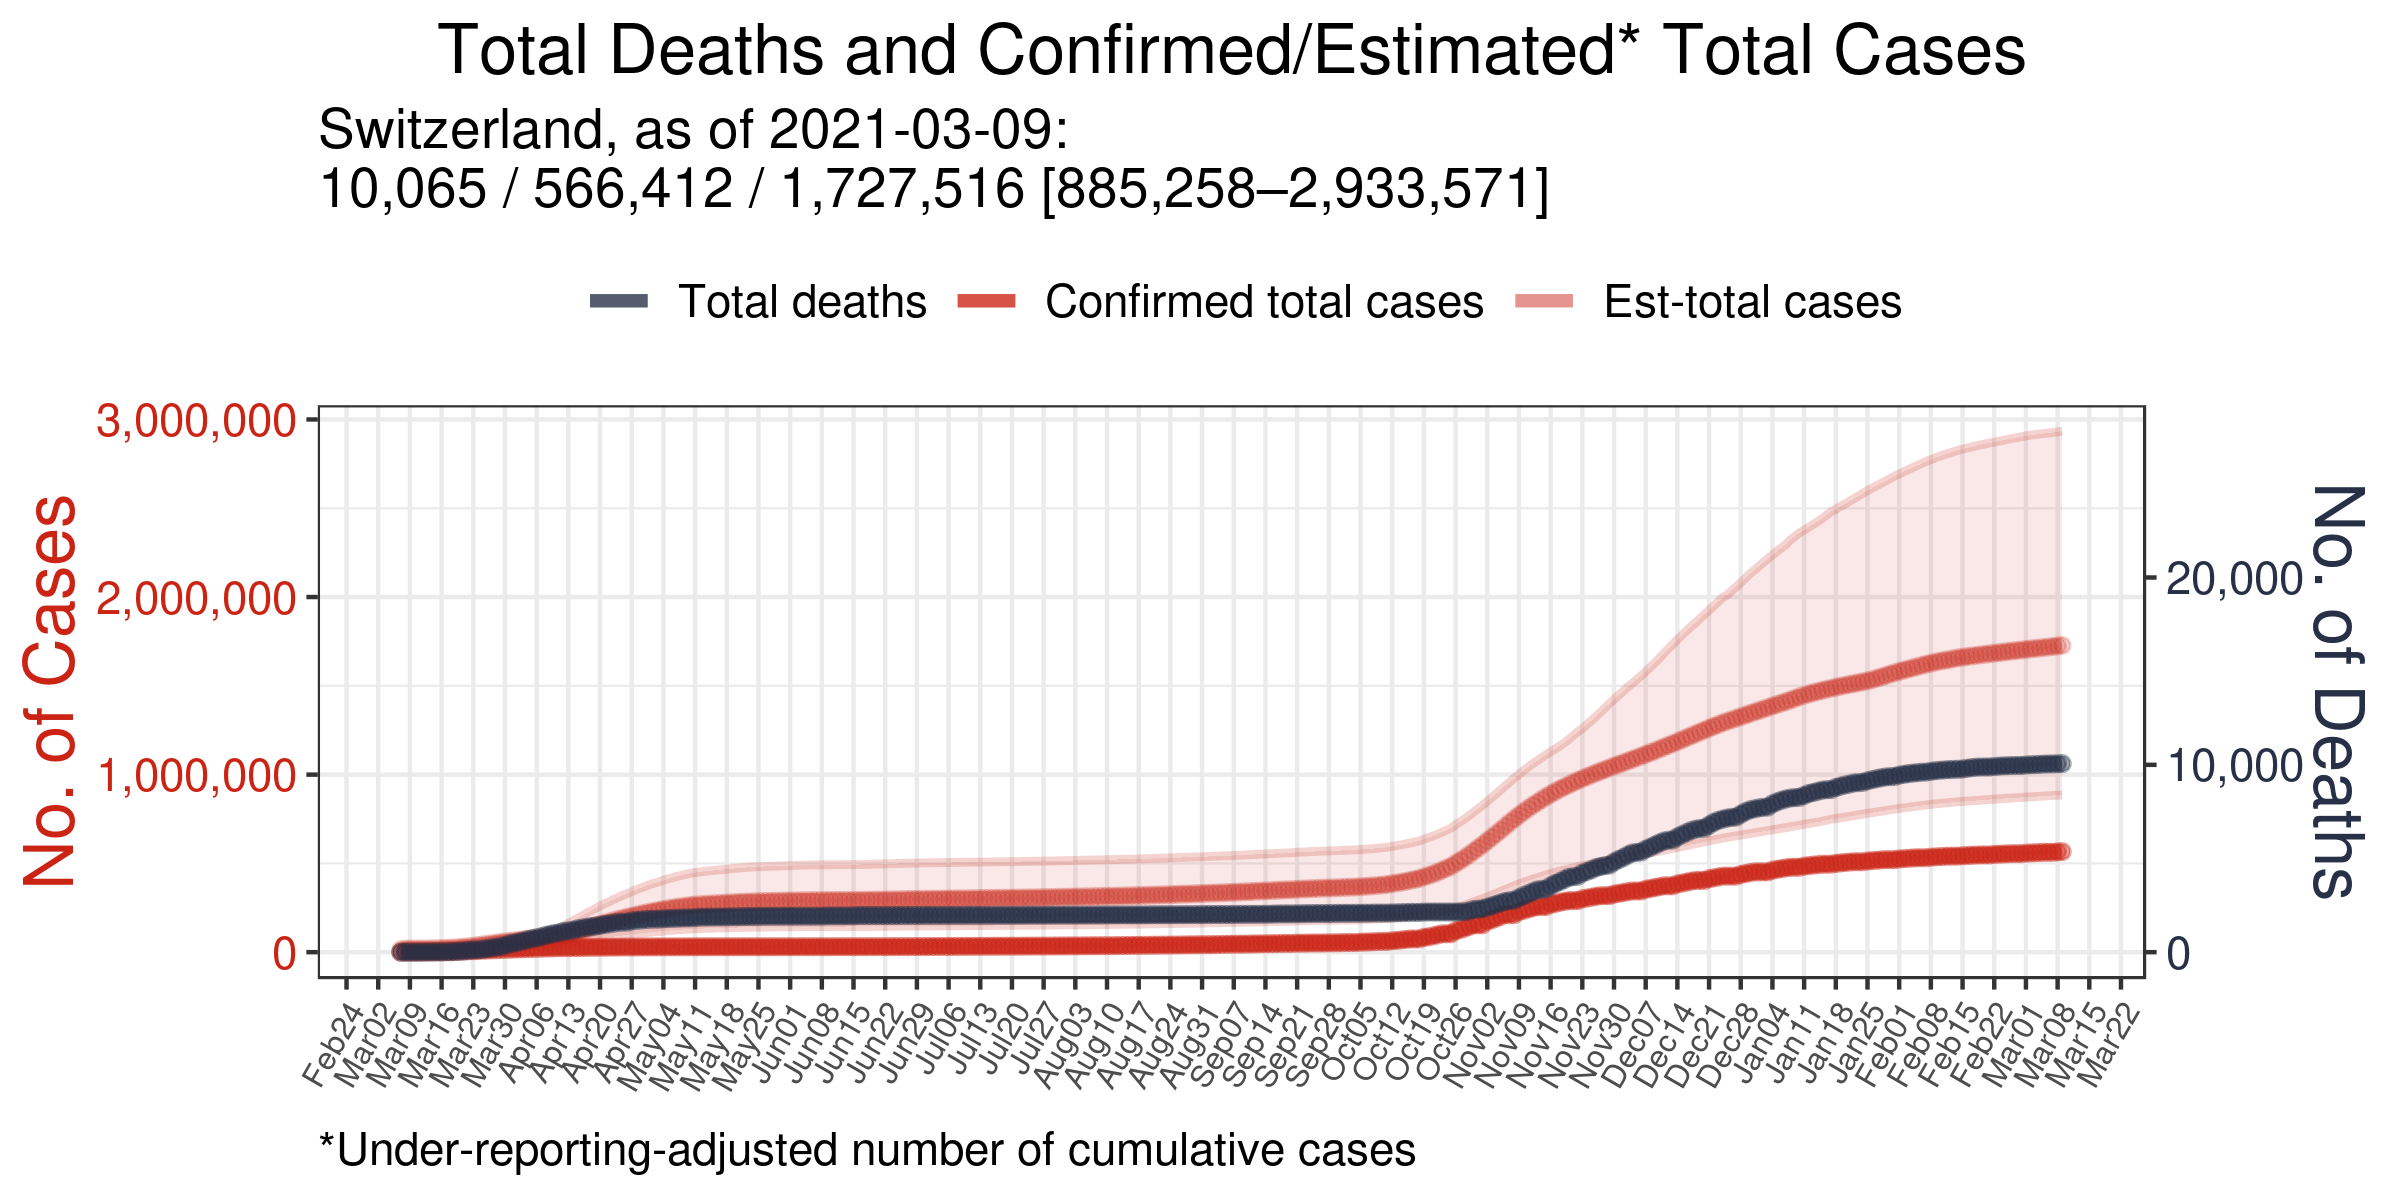 Total Deaths and Confirmed/Estimated* Total Cases
Switzerland, as of 2021-03-09:
10,065 / 566,412 / 1,727,516 [885,258–2,933,571]
Total deaths
Confirmed total cases
Est-total cases
No. of Cases
3,000,000
2,000,000
1,000,000
0
20,000
10,000
0
No. of Deaths
Feb24
Mar02
Mar09
Mar16
Mar23
Mar30
Apr06
Apr13
Apr20
Apr27
May04
May11
May18
May25
Jun01
Jun08
Jun15
Jun22
Jun29
Jul06
Jul13
Jul20
Jul27
Aug03
Aug10
Aug17
Aug24
Aug31
Sep07
Sep14
Sep21
Sep28
Oct05
Oct12
Oct19
Oct26
Nov02
Nov09
Nov16
Nov23
Nov30
Dec07
Dec14
Dec21
Dec28
Jan04
Jan11
Jan18
Jan25
Feb01
Feb08
Feb15
Feb22
Mar01
Mar08
Mar15
Mar22
*Under-reporting-adjusted number of cumulative cases